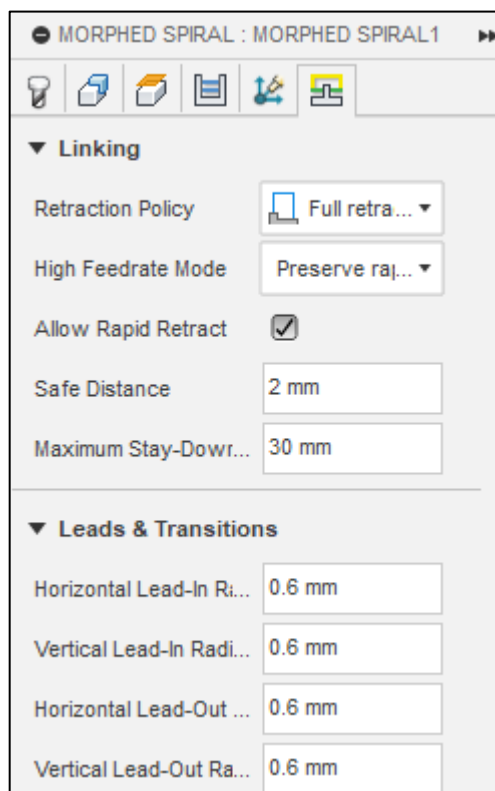 MORPHED SPIRAL : MORPHED SPIRAL1
Linking
Retraction Policy Full retra...
High Feedrate Mode Preserve rap...
Allow Rapid Retract
Safe Distance 2 mm
Maximum Stay-Down... 30 mm
Leads & Transitions
Horizontal Lead-In Ra... 0.6 mm
Vertical Lead-In Radi... 0.6 mm
Horizontal Lead-Out ... 0.6 mm
Vertical Lead-Out Ra... 0.6 mm